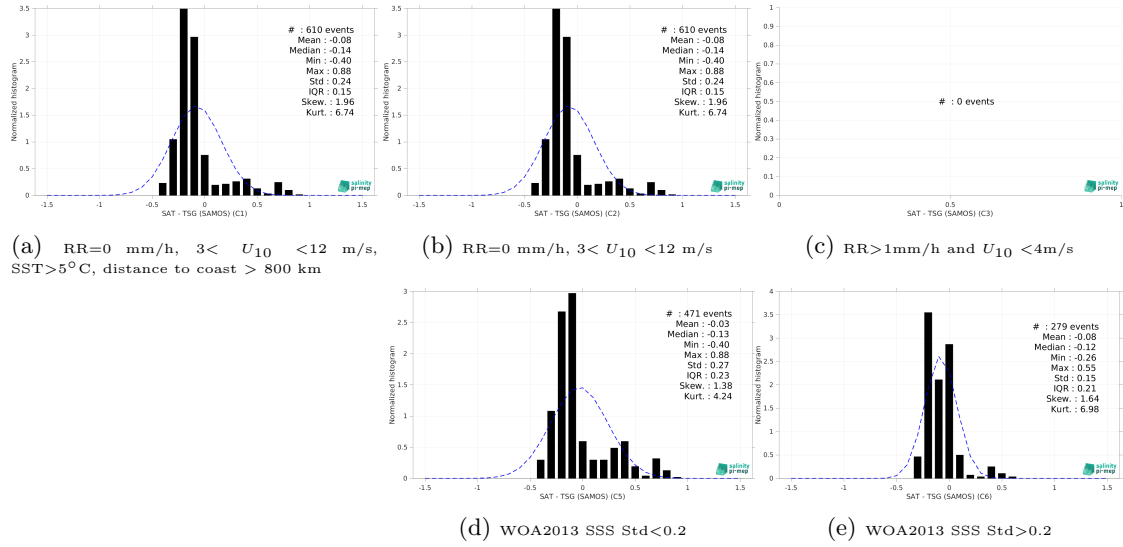 3.5
3
2.5
2
1.5
1
0.5
0
Normalized histogram
# : 610 events
Mean : -0.08
Median : -0.14
Min : -0.40
Max : 0.88
Std : 0.24
IQR : 0.15
Skew. : 1.96
Kurt. : 6.74
salinity
pi-mep
-1.5 -1 -0.5 0 0.5 1 1.5
SAT - TSG (SAMOS) (C1)
(a) RR=0 mm/h, 3< U10 <12 m/s,
SST>5°C, distance to coast > 800 km
3.5
3
2.5
2
1.5
1
0.5
0
Normalized histogram
# : 610 events
Mean : -0.08
Median : -0.14
Min : -0.40
Max : 0.88
Std : 0.24
IQR : 0.15
Skew. : 1.96
Kurt. : 6.74
salinity
pi-mep
-1.5 -1 -0.5 0 0.5 1 1.5
SAT - TSG (SAMOS) (C2)
(b) RR=0 mm/h, 3< U10 <12 m/s
1
0.9
0.8
0.7
0.6
0.5
0.4
0.3
0.2
0.1
0
Normalized histogram
# : 0 events
salinity
pi-mep
0 0.5 1
SAT - TSG (SAMOS) (C3)
(c) RR>1mm/h and U10 <4m/s
3
2.5
2
1.5
1
0.5
0
Normalized histogram
# : 471 events
Mean : -0.03
Median : -0.13
Min : -0.40
Max : 0.88
Std : 0.27
IQR : 0.23
Skew. : 1.38
Kurt. : 4.24
salinity
pi-mep
-1.5 -1 -0.5 0 0.5 1 1.5
SAT - TSG (SAMOS) (C5)
(d) WOA2013 SSS Std<0.2
4
3.5
3
2.5
2
1.5
1
0.5
0
Normalized histogram
# : 279 events
Mean : -0.08
Median : -0.12
Min : -0.26
Max : 0.55
Std : 0.15
IQR : 0.21
Skew. : 1.64
Kurt. : 6.98
salinity
pi-mep
-1.5 -1 -0.5 0 0.5 1 1.5
SAT - TSG (SAMOS) (C6)
(e) WOA2013 SSS Std>0.2